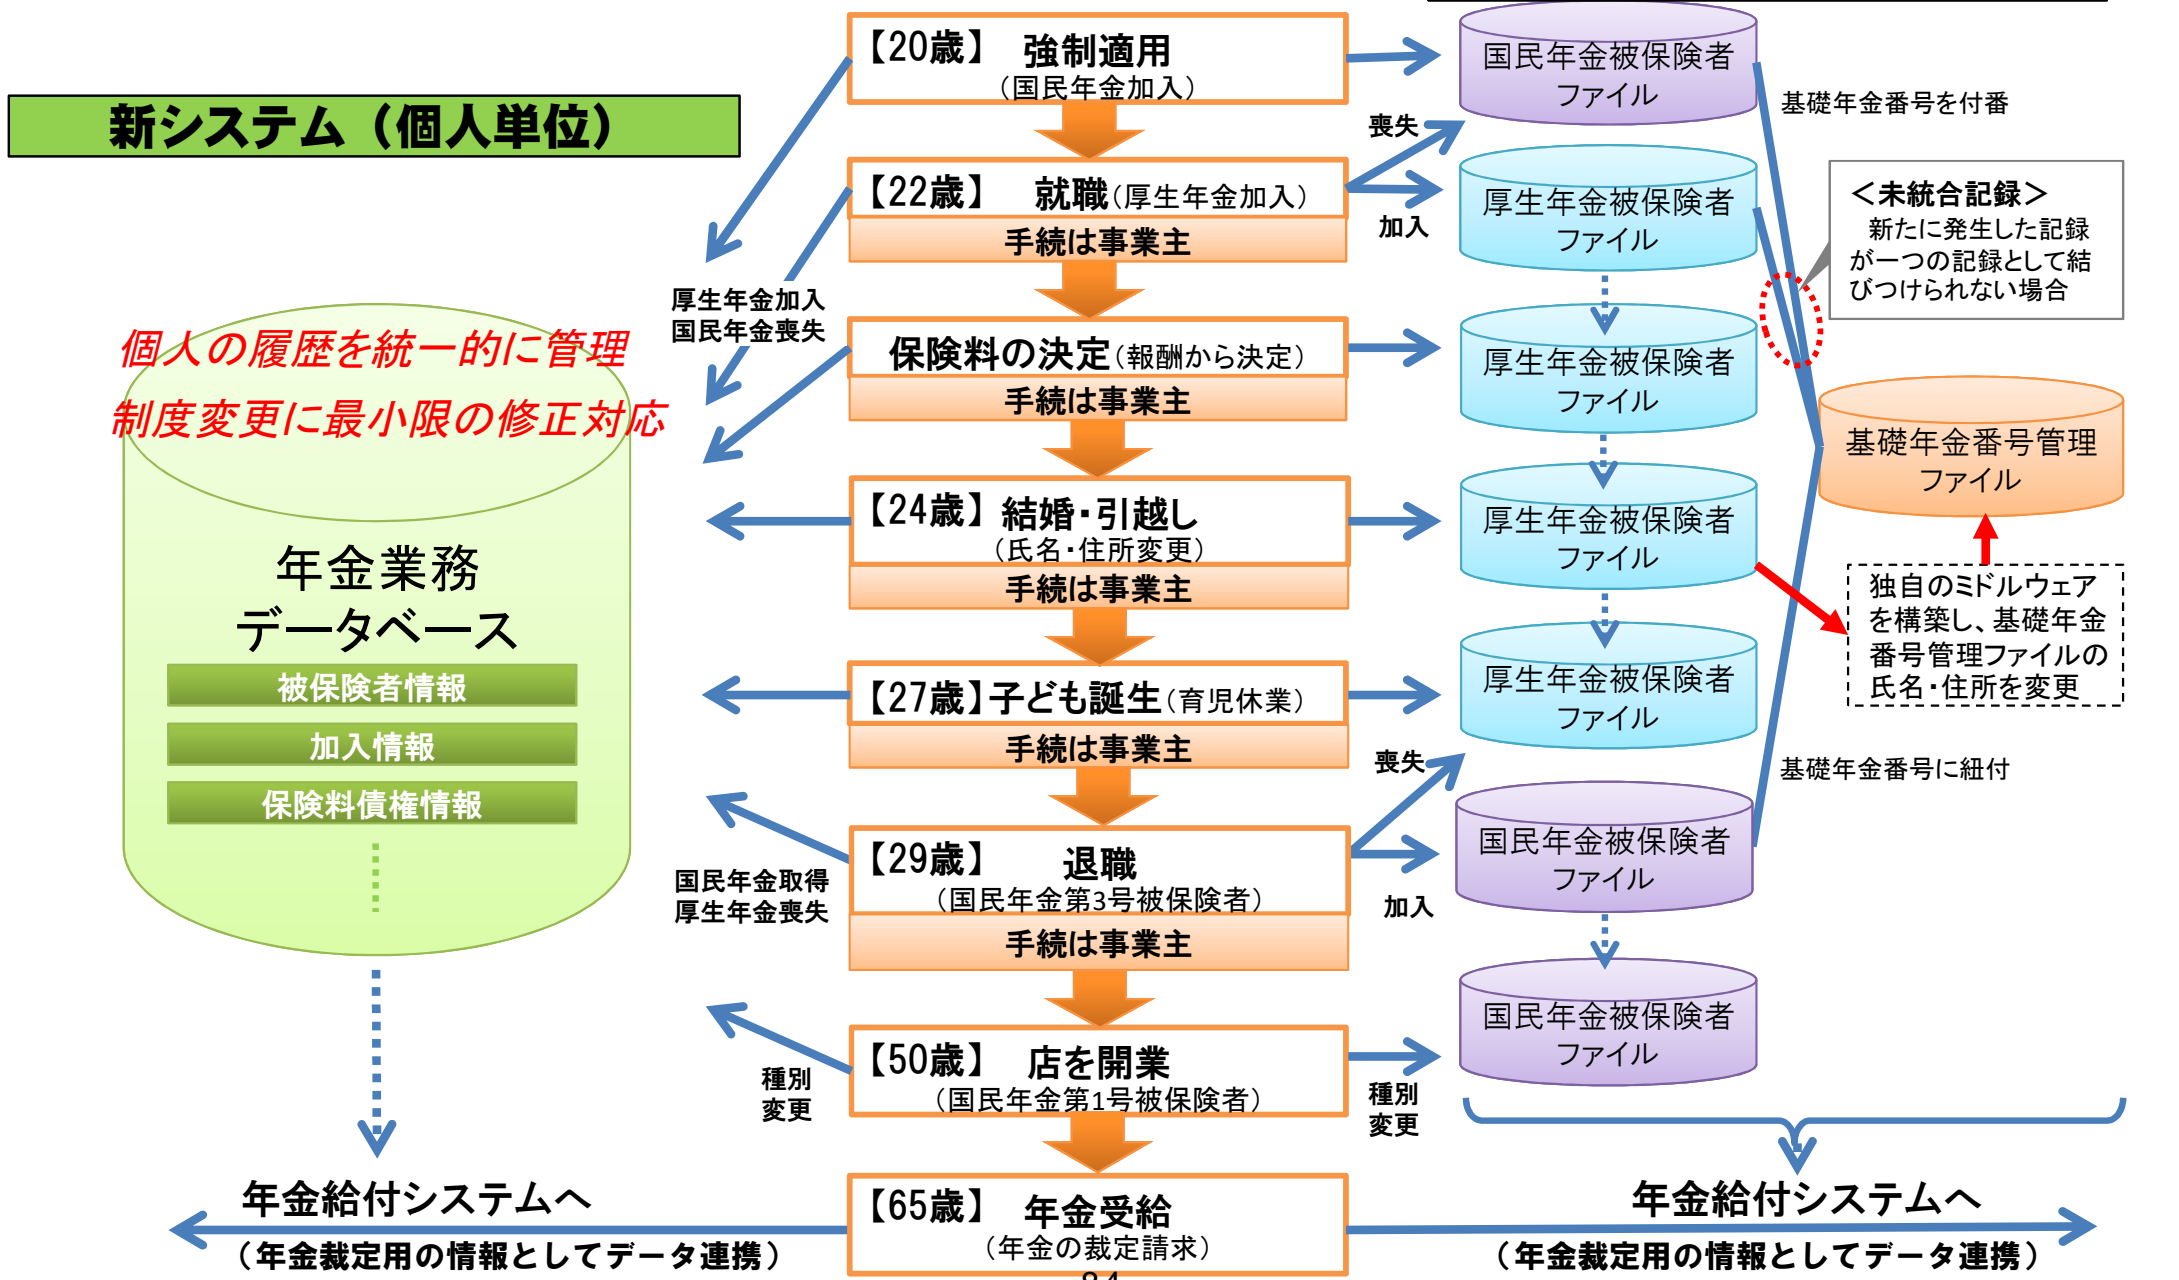 新システム（個人単位）
個人の履歴を統一的に管理
制度変更に最小限の修正対応
年金業務
データベース
被保険者情報
加入情報
保険料債権情報
年金給付システムへ
（年金裁定用の情報としてデータ連携）
厚生年金加入
国民年金喪失
国民年金取得
厚生年金喪失
種別
変更
【20歳】 強制適用
（国民年金加入）
【22歳】 就職（厚生年金加入）
手続は事業主
保険料の決定（報酬から決定）
手続は事業主
【24歳】 結婚・引越し
（氏名・住所変更）
手続は事業主
【27歳】子ども誕生（育児休業）
手続は事業主
【29歳】 退職
（国民年金第3号被保険者）
手続は事業主
【50歳】 店を開業
（国民年金第1号被保険者）
【65歳】 年金受給
（年金の裁定請求）
喪失
加入
喪失
加入
種別
変更
国民年金被保険者
ファイル
厚生年金被保険者
ファイル
厚生年金被保険者
ファイル
厚生年金被保険者
ファイル
厚生年金被保険者
ファイル
国民年金被保険者
ファイル
国民年金被保険者
ファイル
基礎年金番号を付番
＜未統合記録＞
新たに発生した記録
が一つの記録として結
びつけられない場合
基礎年金番号管理
ファイル
独自のミドルウェア
を構築し、基礎年金
番号管理ファイルの
氏名・住所を変更
基礎年金番号に紐付
年金給付システムへ
（年金裁定用の情報としてデータ連携）